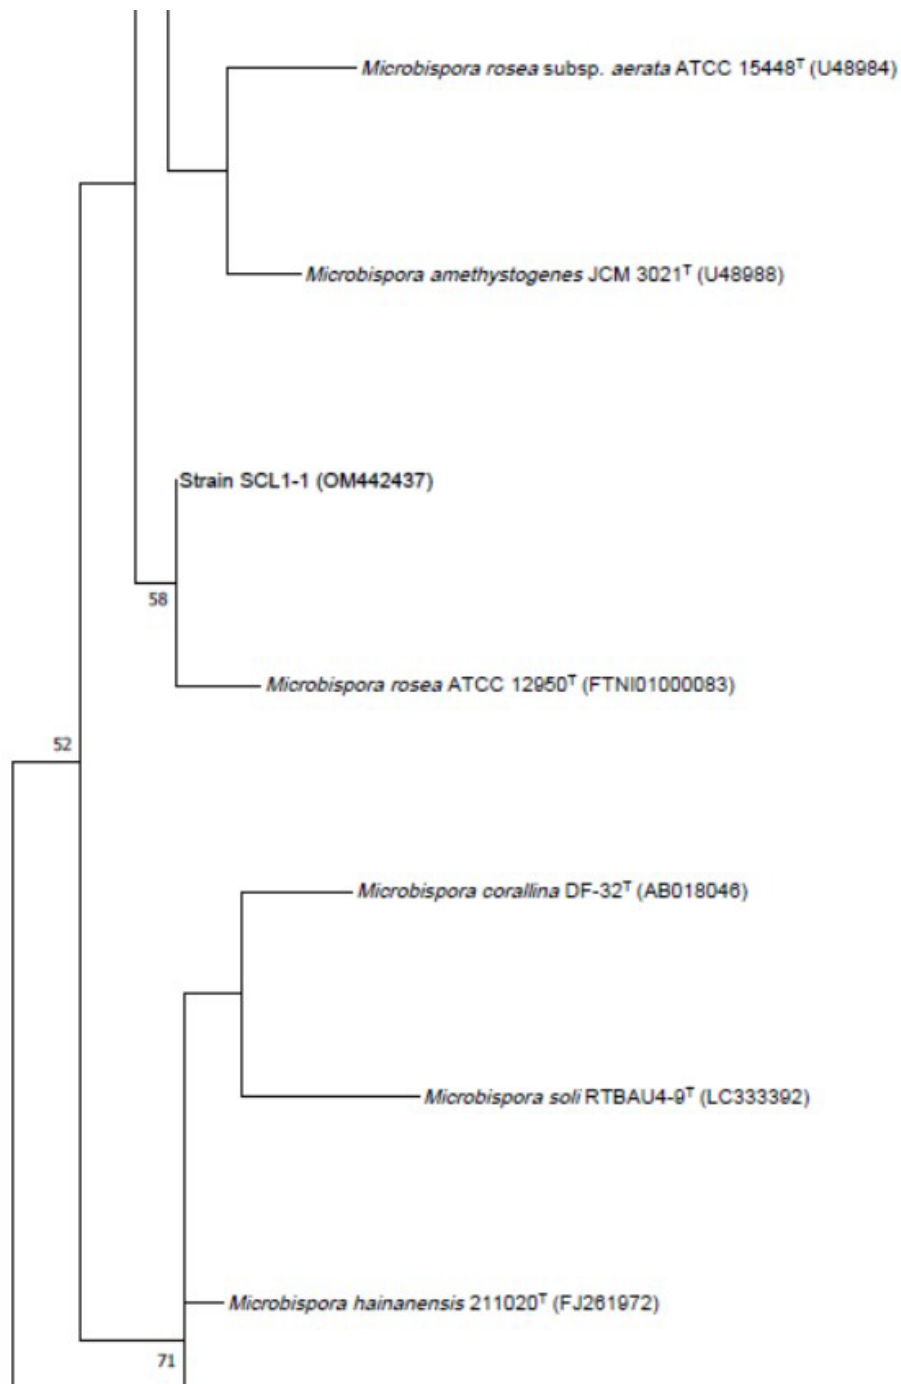 Microbispora rosea subsp. aerata ATCC 15448ᵀ (U48984)
Microbispora amethystogenes JCM 3021ᵀ (U48988)
Strain SCL1-1 (OM442437)
58
Microbispora rosea ATCC 12950ᵀ (FTNI01000083)
52
Microbispora corallina DF-32ᵀ (AB018046)
Microbispora soli RTBAU4-9ᵀ (LC333392)
Microbispora hainanensis 211020ᵀ (FJ261972)
71